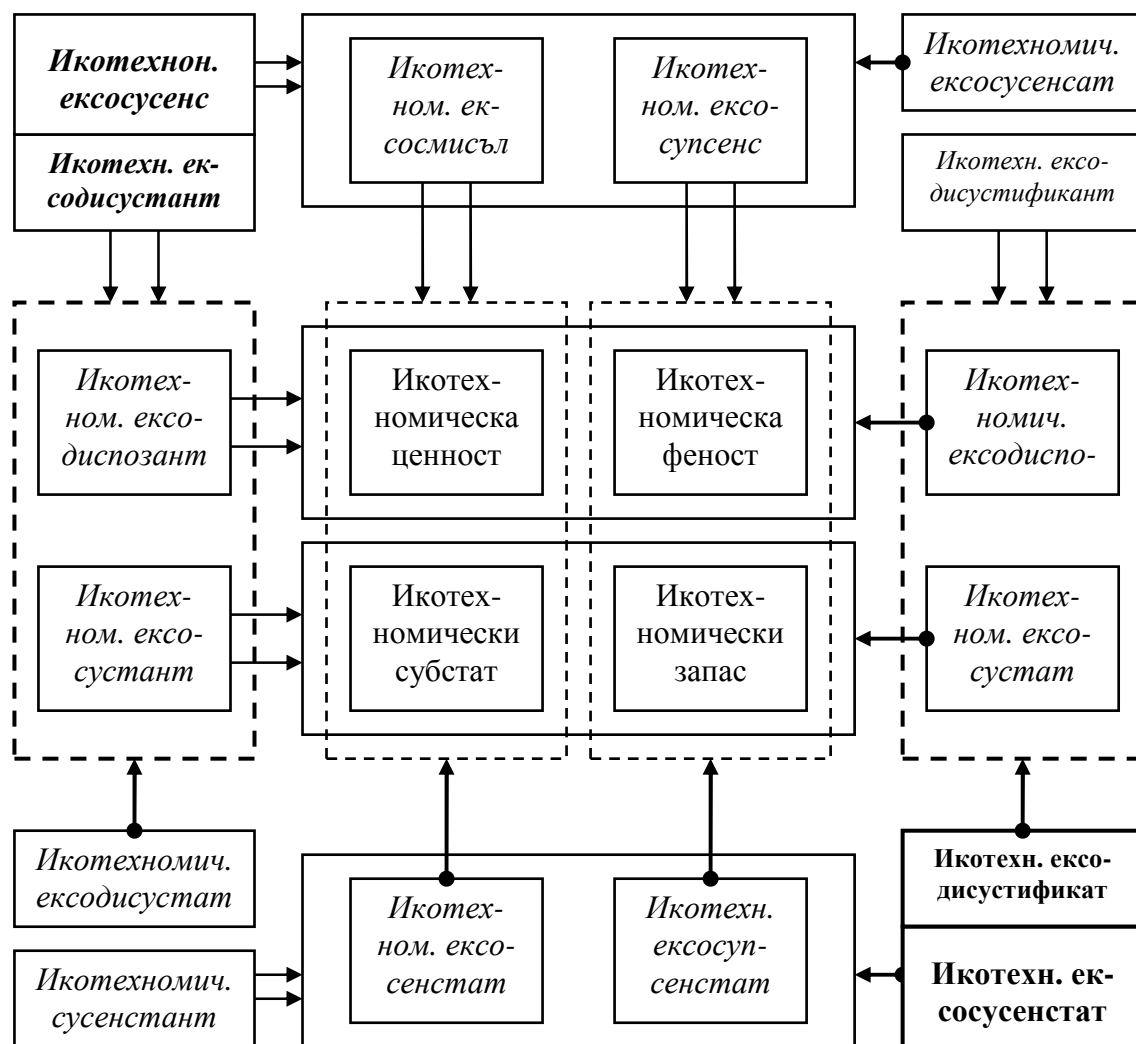 Икотехнон.
ексосусенс
Икотехн. ек-
содисустант
Икотех-
ном. ек-
сосмисъл
Икотех-
ном. ексо-
супсенс
Икотехномич.
ексосусенсат
Икотехн. ексо-
дисустификант
Икотех-
ном. ексо-
диспозант
Икотех-
номическа
ценност
Икотех-
номическа
феност
Икотех-
номич.
ексодиспо-
Икотех-
ном. ексо-
сустант
Икотех-
номически
субстат
Икотех-
номически
запас
Икотех-
ном. ексо-
сустат
Икотехномич.
ексодисустат
Икотех-
ном. ексо-
сенстат
Икотехн.
ексосуп-
сенстат
Икотехн. ексо-
дисустификат
Икотехномич.
сусенстант
Икотехн. ек-
сосусенстат